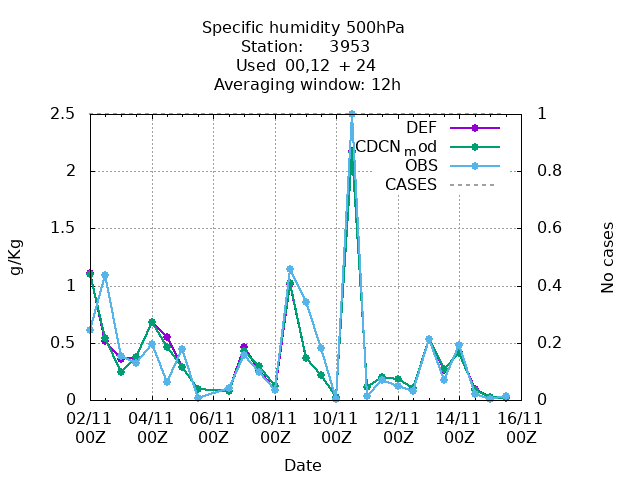 Specific humidity 500hPa
Station:     3953
Used  00,12  + 24
Averaging window: 12h
2.5
2
1.5
1
0.5
0
1
0.8
0.6
0.4
0.2
0
DEF
CDCNmod
OBS
CASES
g/Kg
No cases
02/11 04/11 06/11 08/11 10/11 12/11 14/11 16/11
00Z 00Z 00Z 00Z 00Z 00Z 00Z 00Z
Date